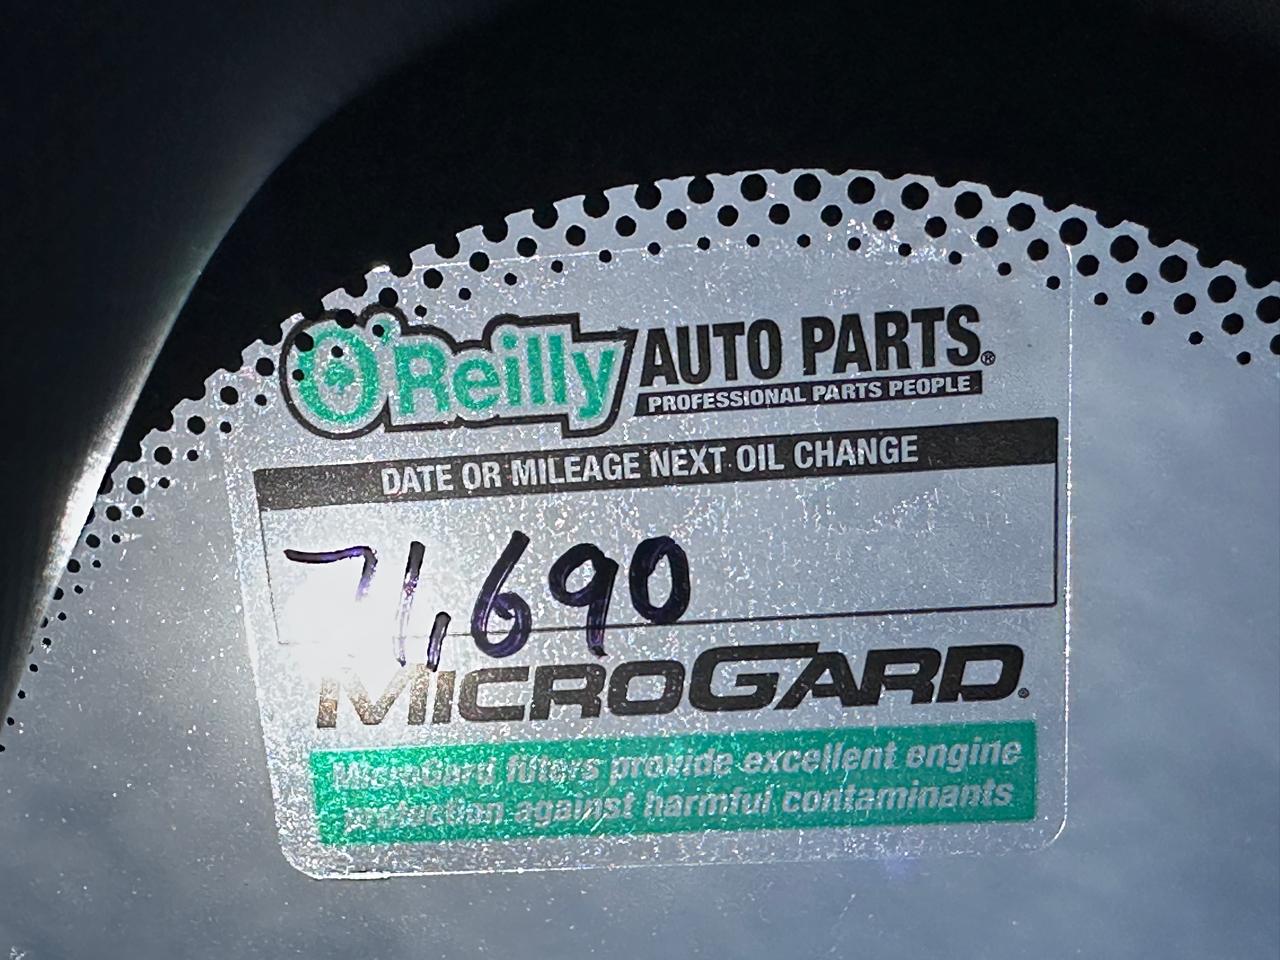 O'Reilly AUTO PARTS®
PROFESSIONAL PARTS PEOPLE
DATE OR MILEAGE NEXT OIL CHANGE
71,690
MICROGARD®
MicroGard filters provide excellent engine
protection against harmful contaminants